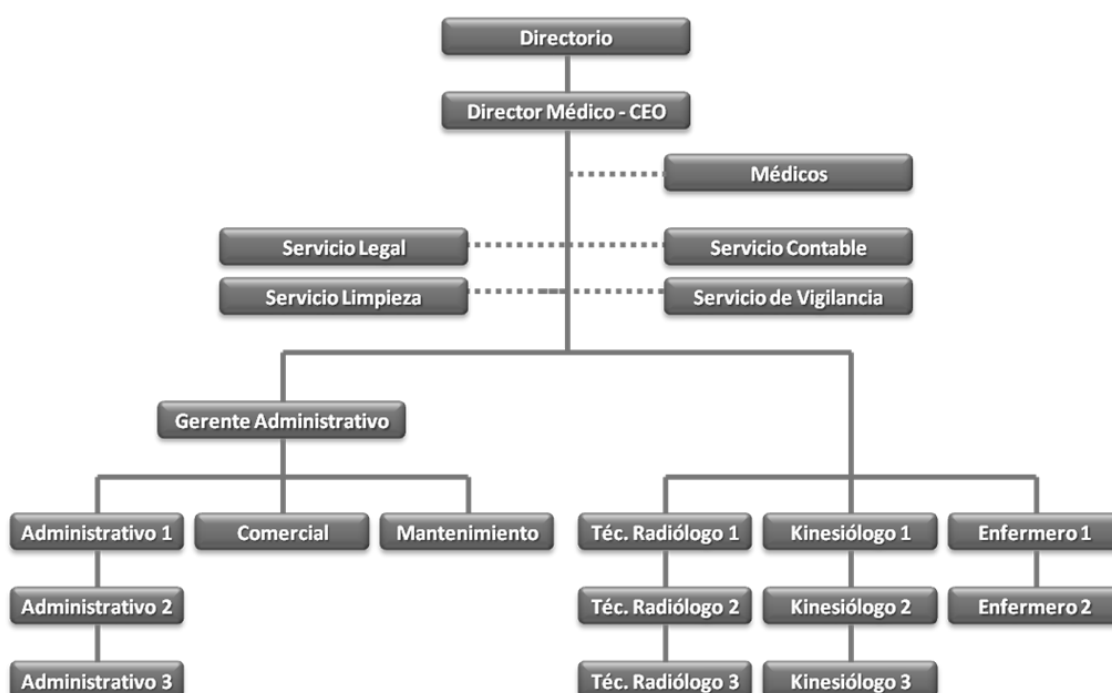 Directorio
Director Médico - CEO
Médicos
Servicio Legal
Servicio Contable
Servicio Limpieza
Servicio de Vigilancia
Gerente Administrativo
Administrativo 1
Comercial
Mantenimiento
Téc. Radiólogo 1
Kinesiólogo 1
Enfermero 1
Administrativo 2
Téc. Radiólogo 2
Kinesiólogo 2
Enfermero 2
Administrativo 3
Téc. Radiólogo 3
Kinesiólogo 3